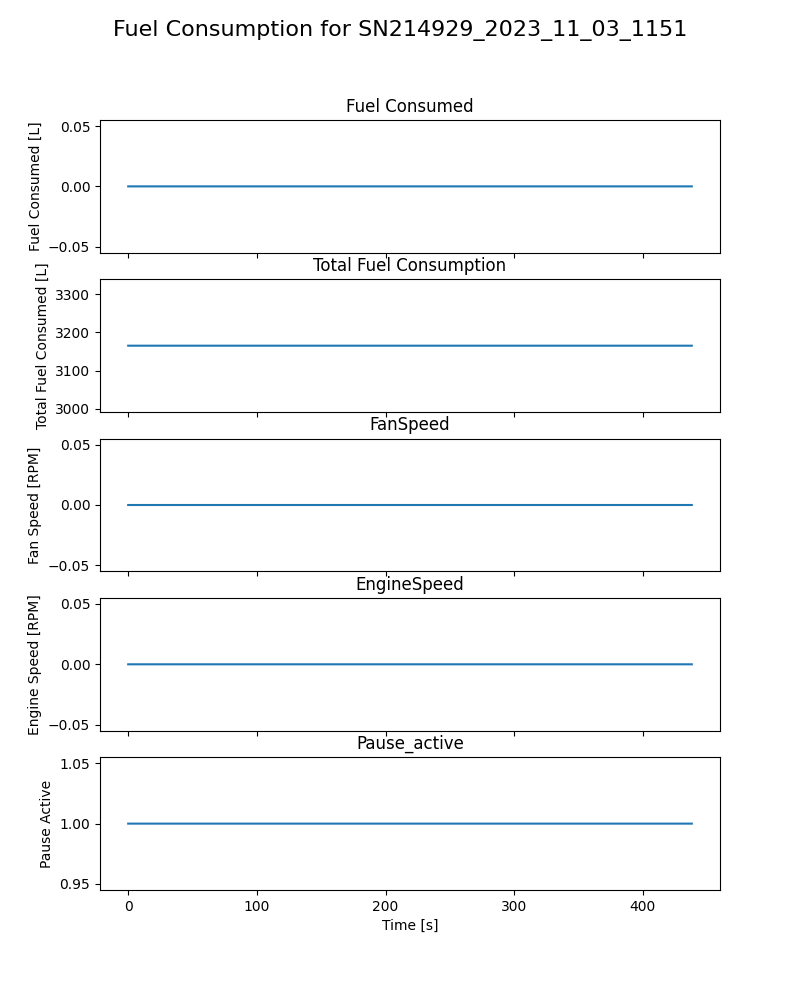 Fuel Consumption for SN214929_2023_11_03_1151
Fuel Consumed
Fuel Consumed [L]
0.05
0.00
−0.05
Total Fuel Consumption
Total Fuel Consumed [L]
3300
3200
3100
3000
FanSpeed
Fan Speed [RPM]
0.05
0.00
−0.05
EngineSpeed
Engine Speed [RPM]
0.05
0.00
−0.05
Pause_active
Pause Active
1.05
1.00
0.95
0 100 200 300 400
Time [s]